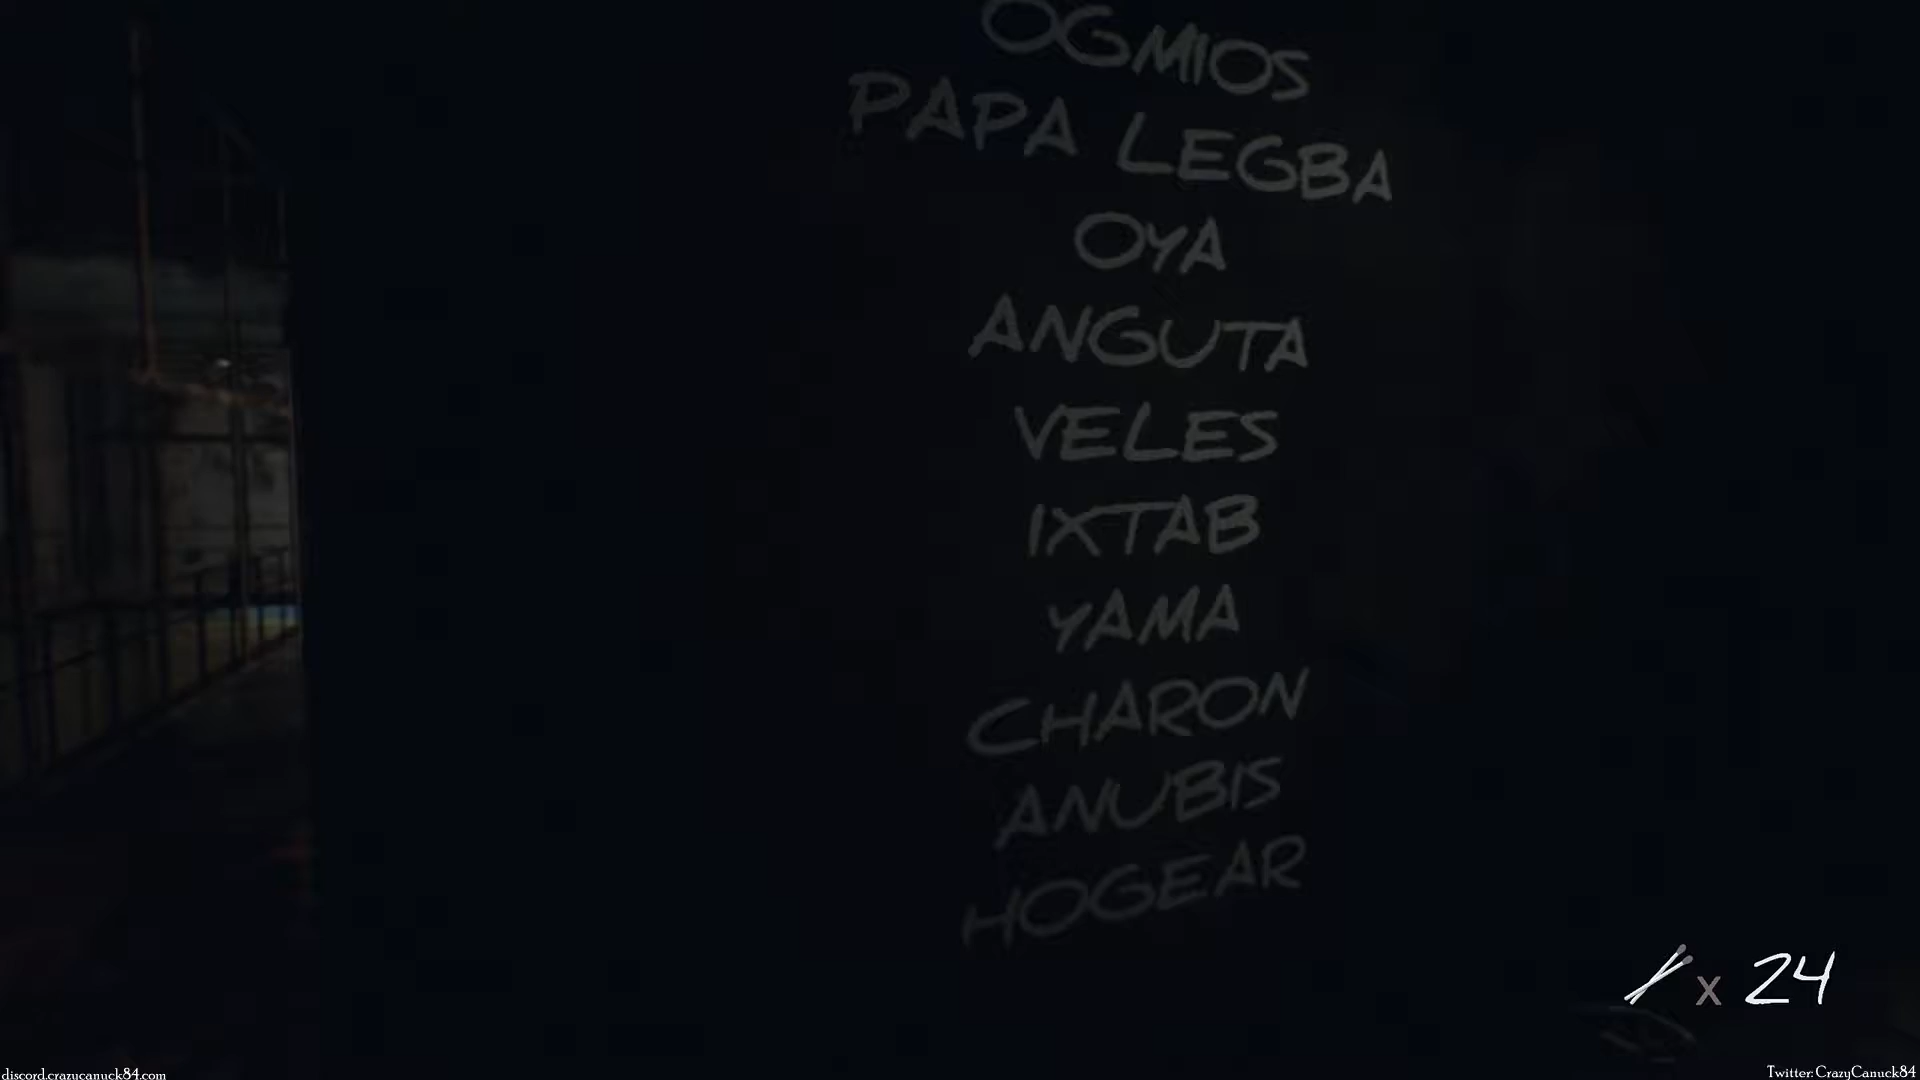 OGMIOS
PAPA LEGBA
OYA
ANGUTA
VELES
IXTAB
YAMA
CHARON
ANUBIS
HOGEAR
x 24
discord.crazycanuck84.com
Twitter: CrazyCanuck84